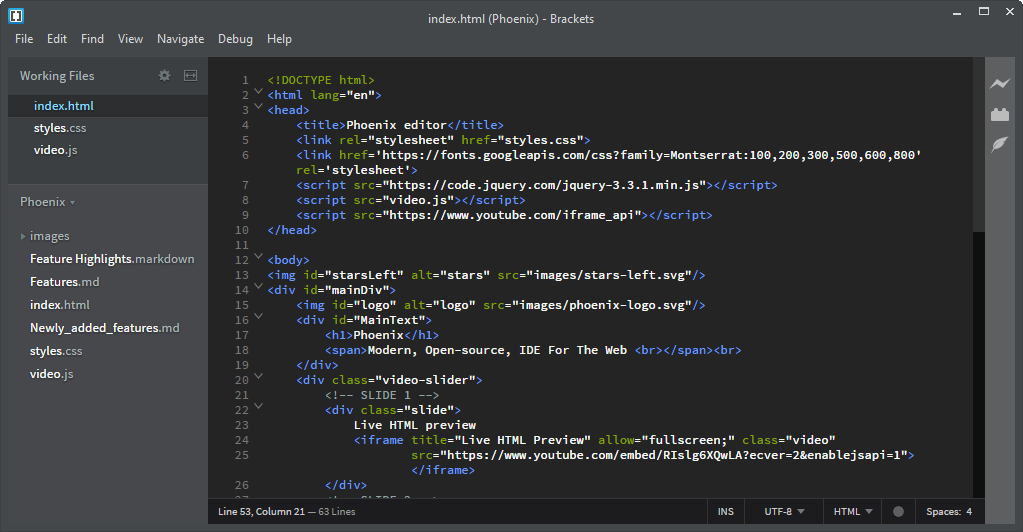 index.html (Phoenix) - Brackets
File Edit Find View Navigate Debug Help
Working Files
index.html
styles.css
video.js
Phoenix
images
Feature Highlights.markdown
Features.md
index.html
Newly_added_features.md
styles.css
video.js
1 <!DOCTYPE html>
2 <html lang="en">
3 <head>
4 <title>Phoenix editor</title>
5 <link rel="stylesheet" href="styles.css">
6 <link href='https://fonts.googleapis.com/css?family=Montserrat:100,200,300,500,600,800'
rel='stylesheet'>
7 <script src="https://code.jquery.com/jquery-3.3.1.min.js"></script>
8 <script src="video.js"></script>
9 <script src="https://www.youtube.com/iframe_api"></script>
10 </head>
11
12 <body>
13 <img id="starsLeft" alt="stars" src="images/stars-left.svg"/>
14 <div id="mainDiv">
15 <img id="logo" alt="logo" src="images/phoenix-logo.svg"/>
16 <div id="MainText">
17 <h1>Phoenix</h1>
18 <span>Modern, Open-source, IDE For The Web <br></span><br>
19 </div>
20 <div class="video-slider">
21 <!-- SLIDE 1 -->
22 <div class="slide">
23 Live HTML preview
24 <iframe title="Live HTML Preview" allow="fullscreen;" class="video"
25 src="https://www.youtube.com/embed/RIslg6XQwLA?ecver=2&enablejsapi=1">
</iframe>
26 </div>
Line 53, Column 21 — 63 Lines
INS UTF-8 HTML Spaces: 4